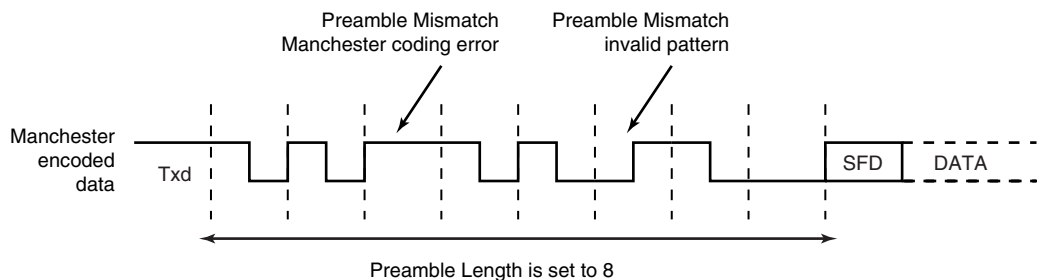 Preamble Mismatch
Manchester coding error
Preamble Mismatch
invalid pattern
Manchester
encoded
data
Txd
SFD
DATA
Preamble Length is set to 8